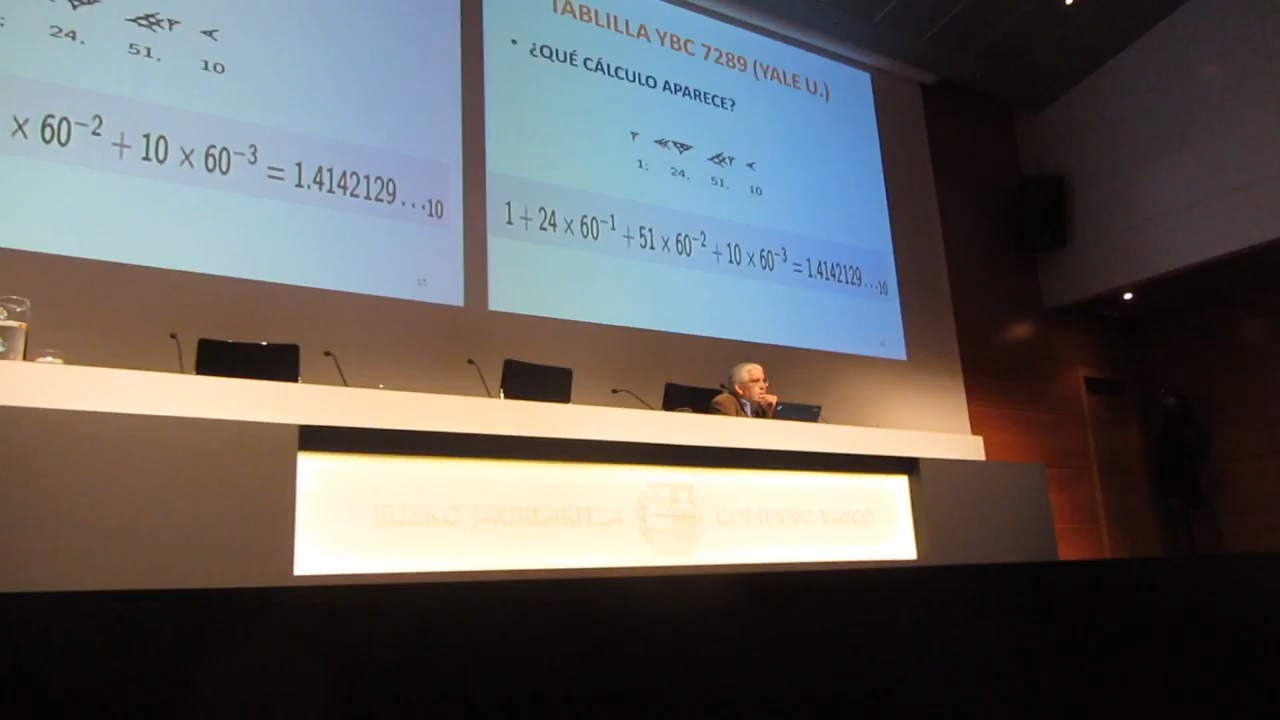 24, 51, 10
× 60⁻² + 10 × 60⁻³ = 1.4142129...₁₀
15
TABLILLA YBC 7289 (YALE U.)
• ¿QUÉ CÁLCULO APARECE?
1; 24, 51, 10
1 + 24 × 60⁻¹ + 51 × 60⁻² + 10 × 60⁻³ = 1.4142129...₁₀
EUSKO JAURLARITZA GOBIERNO VASCO